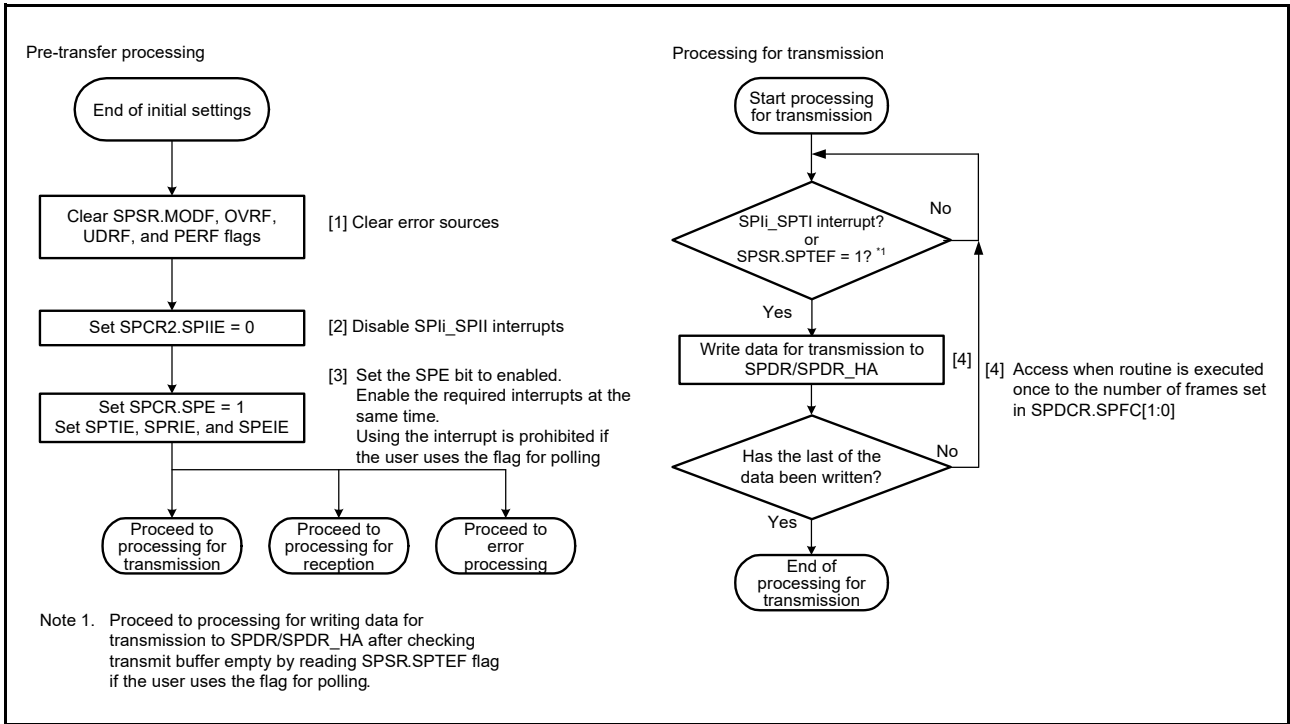 Pre-transfer processing
End of initial settings
Clear SPSR.MODF, OVRF,
UDRF, and PERF flags
[1] Clear error sources
Set SPCR2.SPIIE = 0
[2] Disable SPIi_SPII interrupts
Set SPCR.SPE = 1
Set SPTIE, SPRIE, and SPEIE
[3] Set the SPE bit to enabled.
Enable the required interrupts at the
same time.
Using the interrupt is prohibited if
the user uses the flag for polling
Proceed to
processing for
transmission
Proceed to
processing for
reception
Proceed to
error
processing
Note 1. Proceed to processing for writing data for
transmission to SPDR/SPDR_HA after checking
transmit buffer empty by reading SPSR.SPTEF flag
if the user uses the flag for polling.
Processing for transmission
Start processing
for transmission
SPIi_SPTI interrupt?
or
SPSR.SPTEF = 1? *1
No
Yes
Write data for transmission to
SPDR/SPDR_HA
[4]
[4] Access when routine is executed
once to the number of frames set
in SPDCR.SPFC[1:0]
Has the last of the
data been written?
No
Yes
End of
processing for
transmission